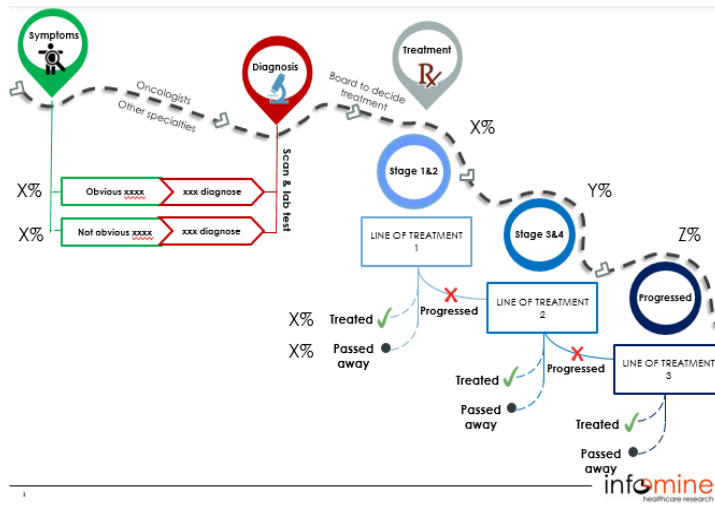 Symptoms
Diagnosis
Treatment
Rx
Oncologists
Other specialties
Board to decide
treatment
X%
Scan & lab test
X%
Obvious xxxx
xxx diagnose
X%
Not obvious xxxx
xxx diagnose
Stage 1&2
Y%
Stage 3&4
Z%
Progressed
LINE OF TREATMENT
1
Progressed
X%
Treated
X%
Passed
away
LINE OF TREATMENT
2
Progressed
Treated
Passed
away
LINE OF TREATMENT
3
Treated
Passed
away
1
infomine
healthcare research